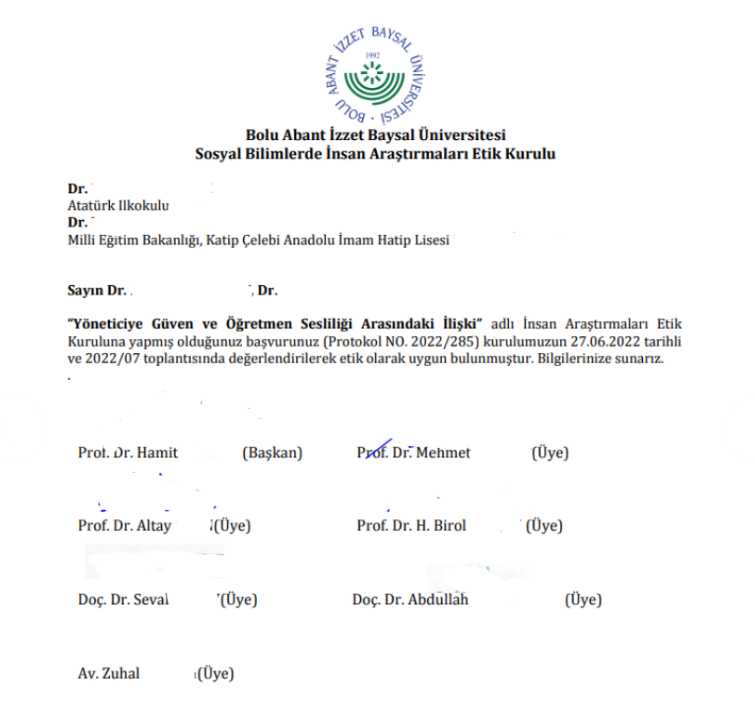 BOLU ABANT İZZET BAYSAL ÜNİVERSİTESİ
1992
Bolu Abant İzzet Baysal Üniversitesi
Sosyal Bilimlerde İnsan Araştırmaları Etik Kurulu
Dr.
Atatürk Ilkokulu
Dr.
Milli Eğitim Bakanlığı, Katip Çelebi Anadolu İmam Hatip Lisesi
Sayın Dr. , Dr.
"Yöneticiye Güven ve Öğretmen Sesliliği Arasındaki İlişki" adlı İnsan Araştırmaları Etik
Kuruluna yapmış olduğunuz başvurunuz (Protokol NO. 2022/285) kurulumuzun 27.06.2022 tarihli
ve 2022/07 toplantısında değerlendirilerek etik olarak uygun bulunmuştur. Bilgilerinize sunarız.
Prof. Dr. Hamit (Başkan) Prof. Dr. Mehmet (Üye)
Prof. Dr. Altay (Üye) Prof. Dr. H. Birol (Üye)
Doç. Dr. Seval (Üye) Doç. Dr. Abdullah (Üye)
Av. Zuhal (Üye)